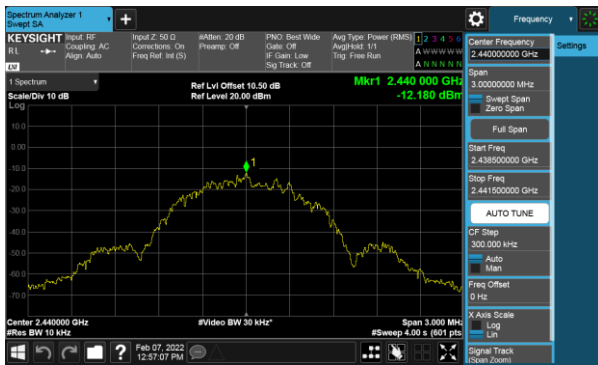 Spectrum Analyzer 1
Swept SA
+
Frequency
KEYSIGHT
RL
Input: RF
Coupling: AC
Align: Auto
Input Z: 50 Ω
Corrections: On
Freq Ref: Int (S)
#Atten: 20 dB
Preamp: Off
PNO: Best Wide
Gate: Off
IF Gain: Low
Sig Track: Off
Avg Type: Power (RMS)
Avg|Hold: 1/1
Trig: Free Run
1 2 3 4 5 6
A W W W W W
A N N N N N
LXI
1 Spectrum
Scale/Div 10 dB
Ref Lvl Offset 10.50 dB
Ref Level 20.00 dBm
Mkr1 2.440 000 GHz
-12.180 dBm
Log
10.0
0.00
-10.0
-20.0
-30.0
-40.0
-50.0
-60.0
-70.0
1
Center 2.440000 GHz
#Res BW 10 kHz
#Video BW 30 kHz*
Span 3.000 MHz
#Sweep 4.00 s (601 pts)
?
Feb 07, 2022
12:57:07 PM
Center Frequency
2.440000000 GHz
Span
3.00000000 MHz
Swept Span
Zero Span
Full Span
Start Freq
2.438500000 GHz
Stop Freq
2.441500000 GHz
AUTO TUNE
CF Step
300.000 kHz
Auto
Man
Freq Offset
0 Hz
X Axis Scale
Log
Lin
Signal Track
(Span Zoom)
Settings